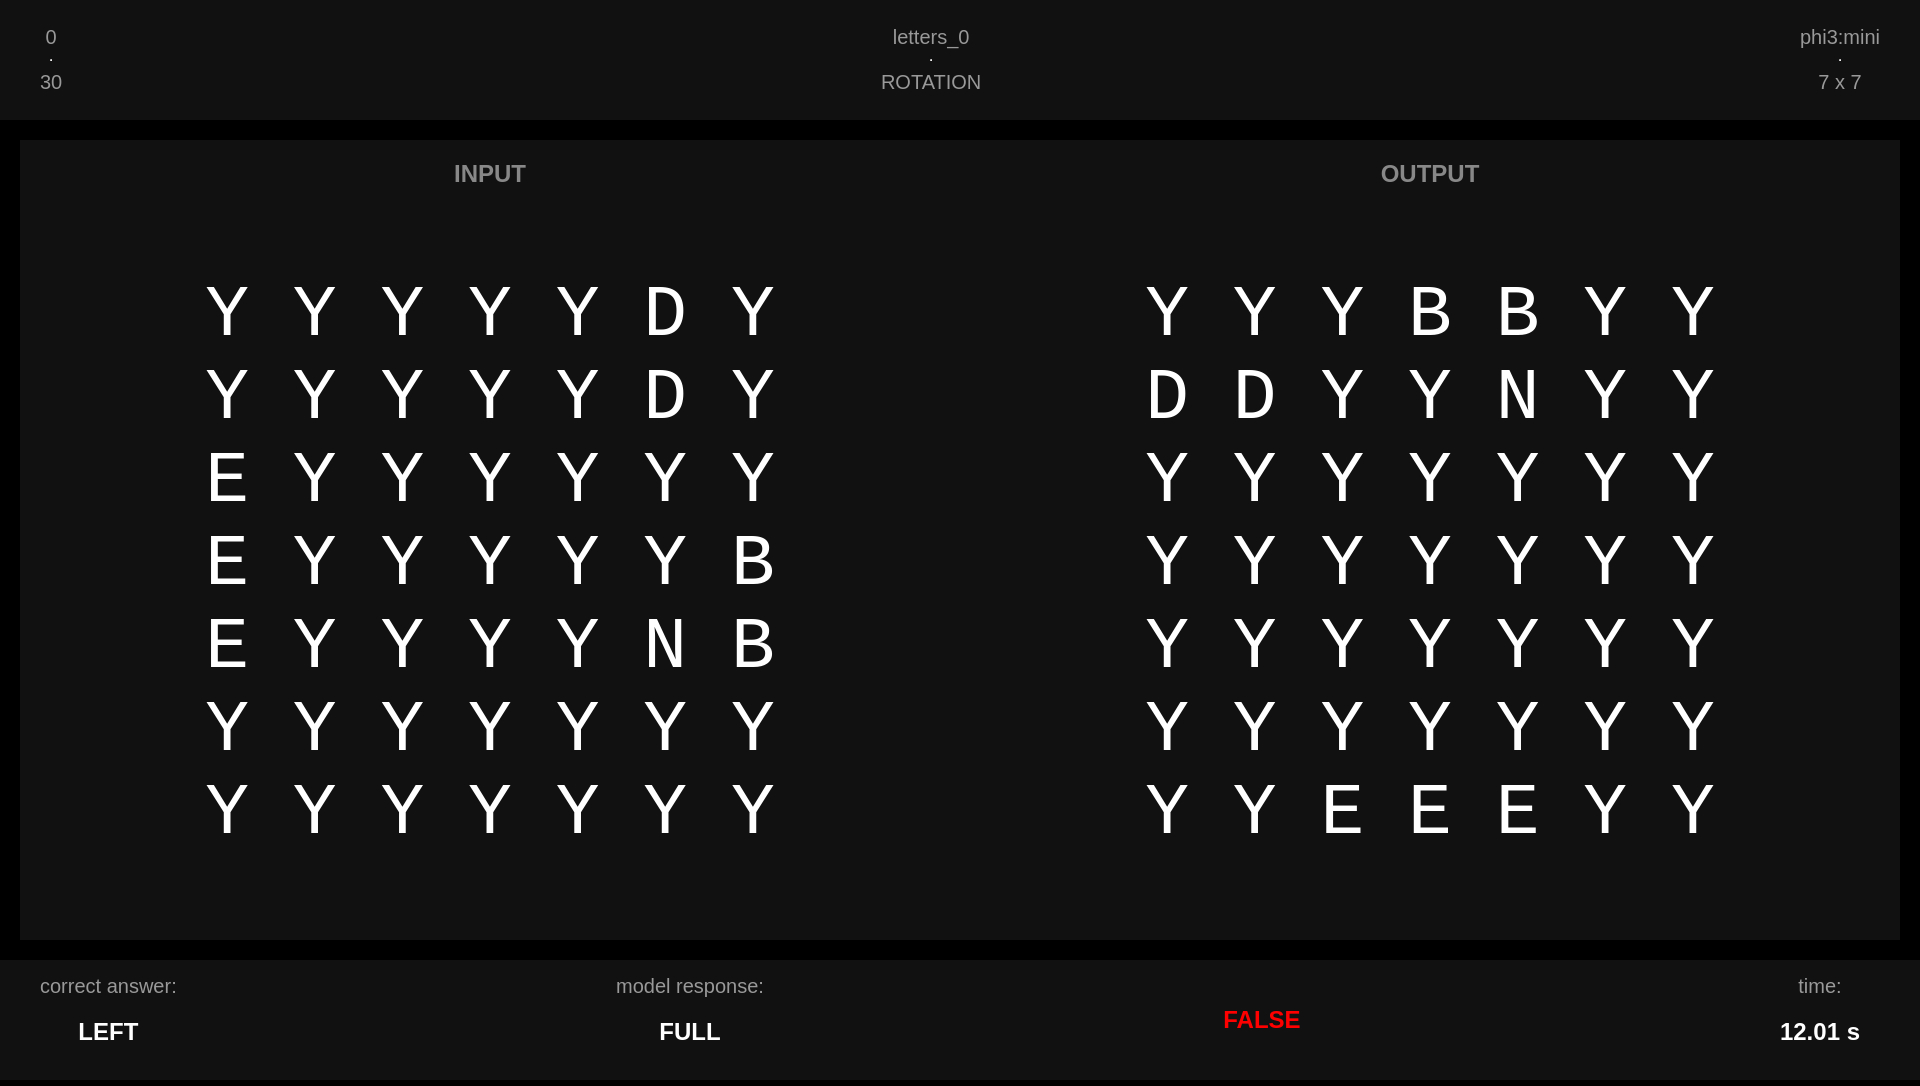 0 letters_0 phi3:mini
· · ·
30 ROTATION 7 x 7
INPUT OUTPUT
Y Y Y Y Y D Y Y Y Y B B Y Y
Y Y Y Y Y D Y D D Y Y N Y Y
E Y Y Y Y Y Y Y Y Y Y Y Y Y
E Y Y Y Y Y B Y Y Y Y Y Y Y
E Y Y Y Y N B Y Y Y Y Y Y Y
Y Y Y Y Y Y Y Y Y Y Y Y Y Y
Y Y Y Y Y Y Y Y Y E E E Y Y
correct answer: model response: time:
LEFT FULL FALSE 12.01 s